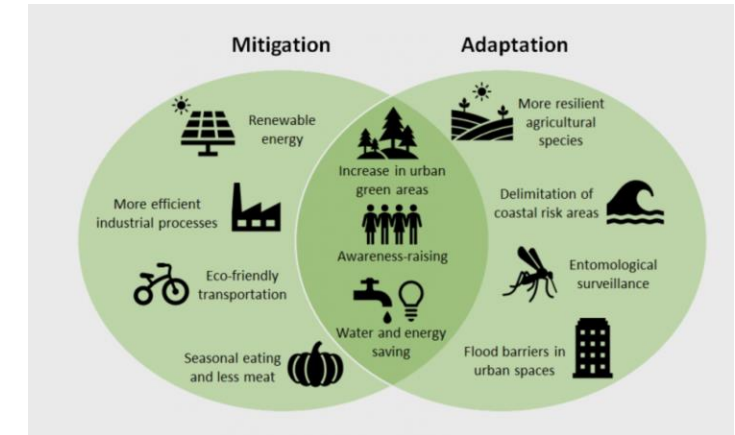 Mitigation
Adaptation
Renewable
energy
More efficient
industrial processes
Eco-friendly
transportation
Seasonal eating
and less meat
Increase in urban
green areas
Awareness-raising
Water and energy
saving
More resilient
agricultural
species
Delimitation of
coastal risk areas
Entomological
surveillance
Flood barriers in
urban spaces